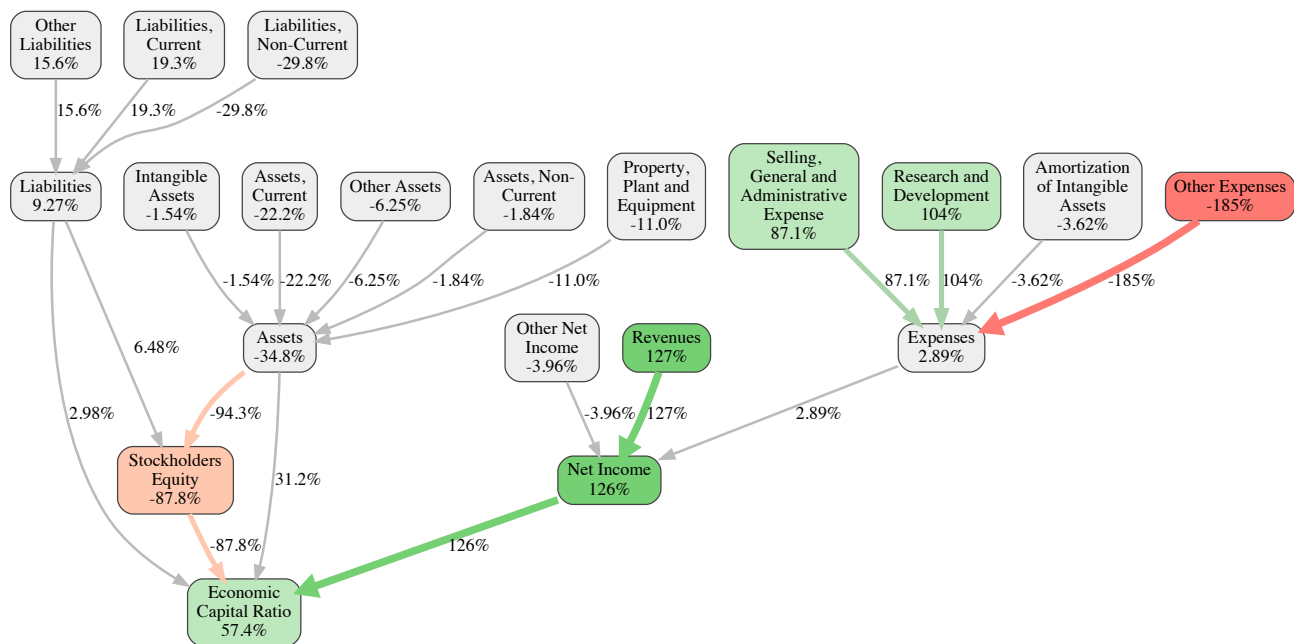 Other
Liabilities
15.6%
Liabilities,
Current
19.3%
Liabilities,
Non-Current
-29.8%
15.6%
19.3%
-29.8%
Liabilities
9.27%
Intangible
Assets
-1.54%
Assets,
Current
-22.2%
Other Assets
-6.25%
Assets, Non-
Current
-1.84%
Property,
Plant and
Equipment
-11.0%
Selling,
General and
Administrative
Expense
87.1%
Research and
Development
104%
Amortization
of Intangible
Assets
-3.62%
Other Expenses
-185%
-1.54%
-22.2%
-6.25%
-1.84%
-11.0%
87.1%
104%
-3.62%
-185%
Assets
-34.8%
Other Net
Income
-3.96%
Revenues
127%
Expenses
2.89%
6.48%
2.98%
-94.3%
-3.96%
127%
2.89%
Stockholders
Equity
-87.8%
31.2%
Net Income
126%
-87.8%
126%
Economic
Capital Ratio
57.4%